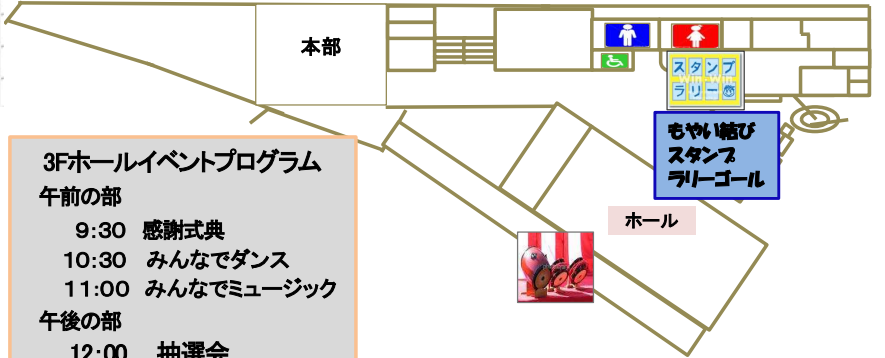 本部
スタンプ
ラリー
もやい結び
スタンプ
ラリーゴール
ホール
3Fホールイベントプログラム
午前の部
9:30 感謝式典
10:30 みんなでダンス
11:00 みんなでミュージック
午後の部
12:00 抽選会